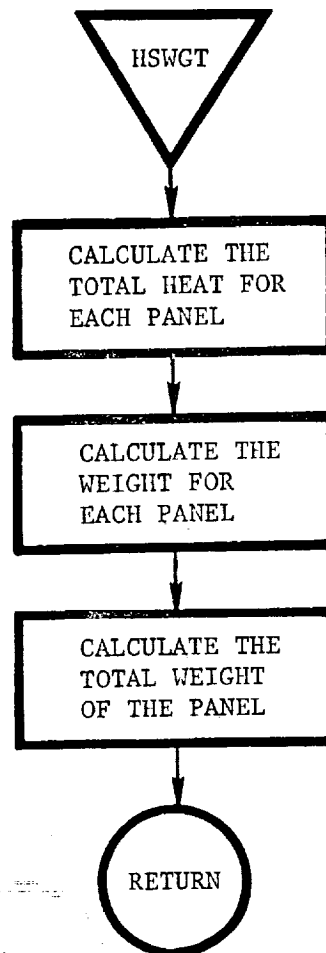 HSWGT
CALCULATE THE
TOTAL HEAT FOR
EACH PANEL
CALCULATE THE
WEIGHT FOR
EACH PANEL
CALCULATE THE
TOTAL WEIGHT
OF THE PANEL
RETURN